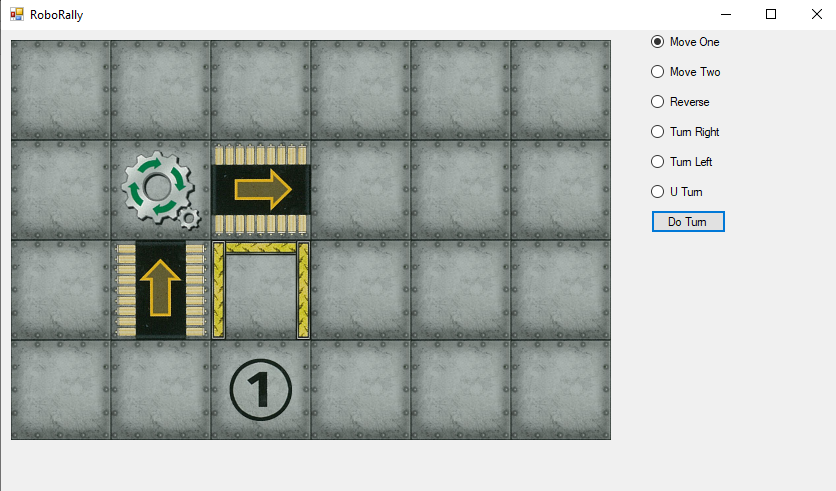 RoboRally
Move One
Move Two
Reverse
Turn Right
Turn Left
U Turn
Do Turn
1